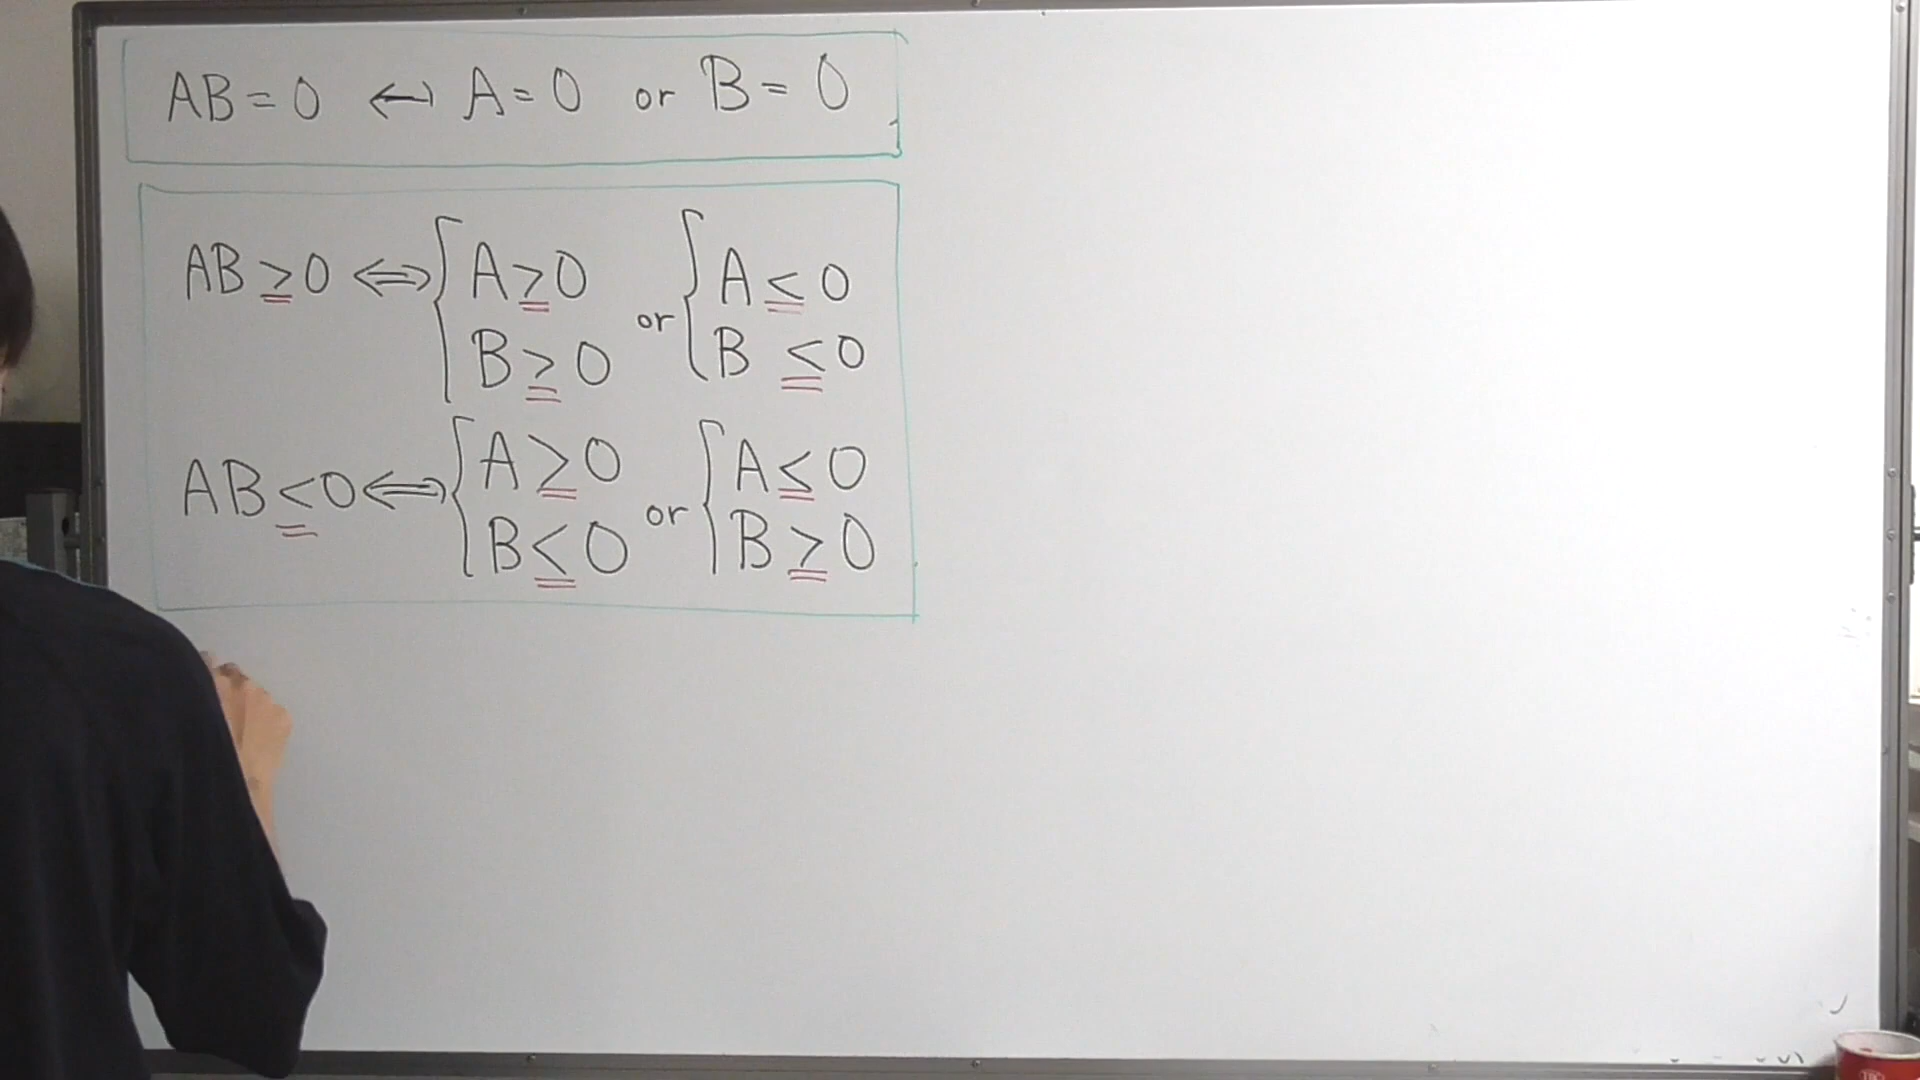 AB = 0 ↔ A = 0 or B = 0
AB ≥ 0 ⇔ { A ≥ 0 or { A ≤ 0
B ≥ 0 B ≤ 0
AB ≤ 0 ⇔ { A ≥ 0 or { A ≤ 0
B ≤ 0 B ≥ 0